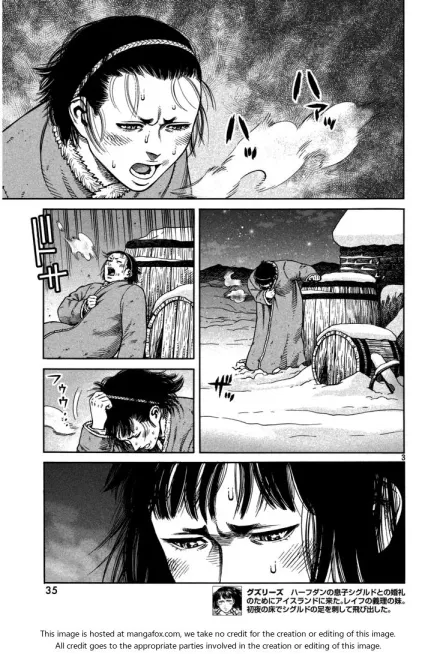 ハァ
ハァ
ドキ
フゥゥ…
3
35
グズリーズ　ハーフダンの息子シグルドとの婚礼
のためにアイスランドに来た。レイフの義理の妹。
初夜の床でシグルドの足を刺して飛び出した。
This image is hosted at mangafox.com, we take no credit for the creation or editing of this image.
All credit goes to the appropriate parties involved in the creation or editing of this image.